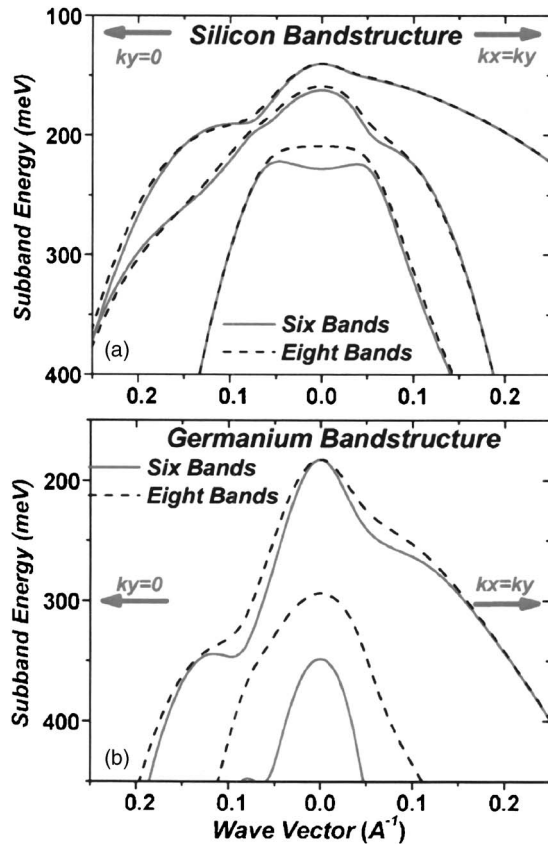 100
Silicon Bandstructure
ky=0
kx=ky
200
300
400
Subband Energy (meV)
(a)
Six Bands
Eight Bands
0.2
0.1
0.0
0.1
0.2
Germanium Bandstructure
Six Bands
Eight Bands
200
300
400
Subband Energy (meV)
ky=0
kx=ky
(b)
0.2
0.1
0.0
0.1
0.2
Wave Vector (A⁻¹)